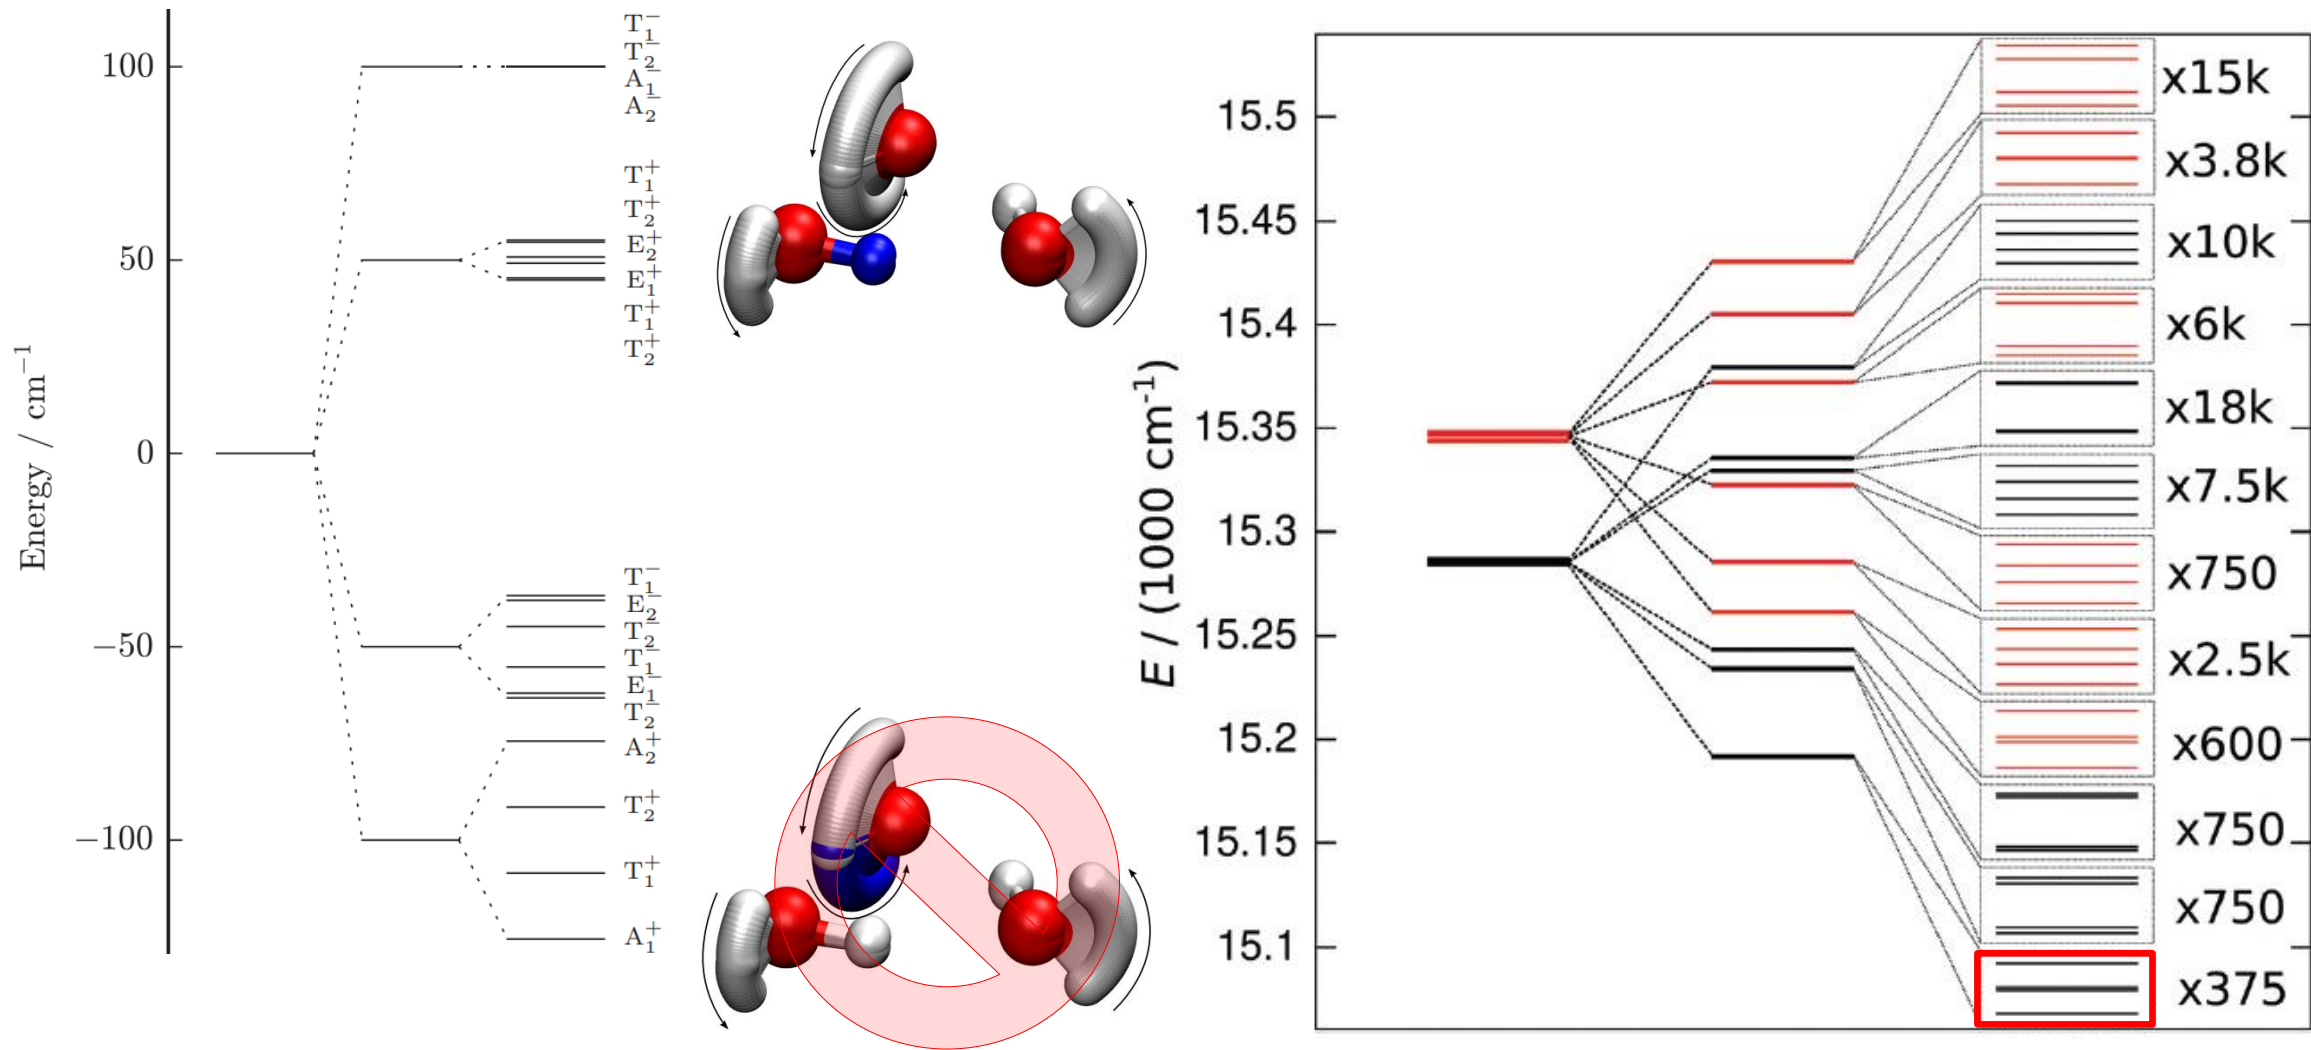 Energy / cm⁻¹
100
50
0
−50
−100
T₁⁻
T₂⁻
A₁⁻
A₂⁻
T₁⁺
T₂⁺
E₂⁺
E₁⁺
T₁⁺
T₂⁺
T₁⁻
E₂⁻
T₂⁻
T₁⁻
E₁⁻
T₂⁻
A₂⁺
T₂⁺
T₁⁺
A₁⁺
E / (1000 cm⁻¹)
15.5
15.45
15.4
15.35
15.3
15.25
15.2
15.15
15.1
x15k
x3.8k
x10k
x6k
x18k
x7.5k
x750
x2.5k
x600
x750
x750
x375